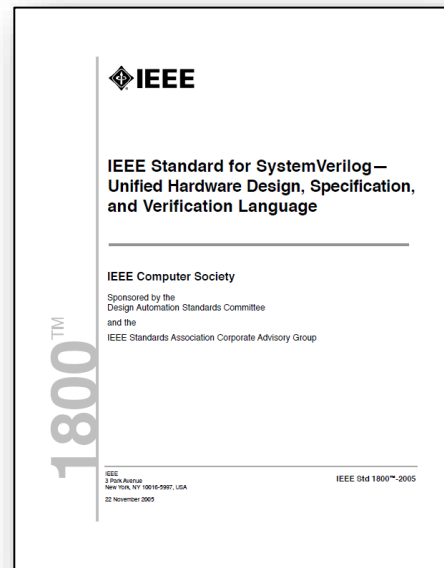 IEEE
IEEE Standard for SystemVerilog—
Unified Hardware Design, Specification,
and Verification Language
IEEE Computer Society
Sponsored by the
Design Automation Standards Committee
and the
IEEE Standards Association Corporate Advisory Group
1800™
IEEE
3 Park Avenue
New York, NY 10016-5997, USA
22 November 2005
IEEE Std 1800™-2005